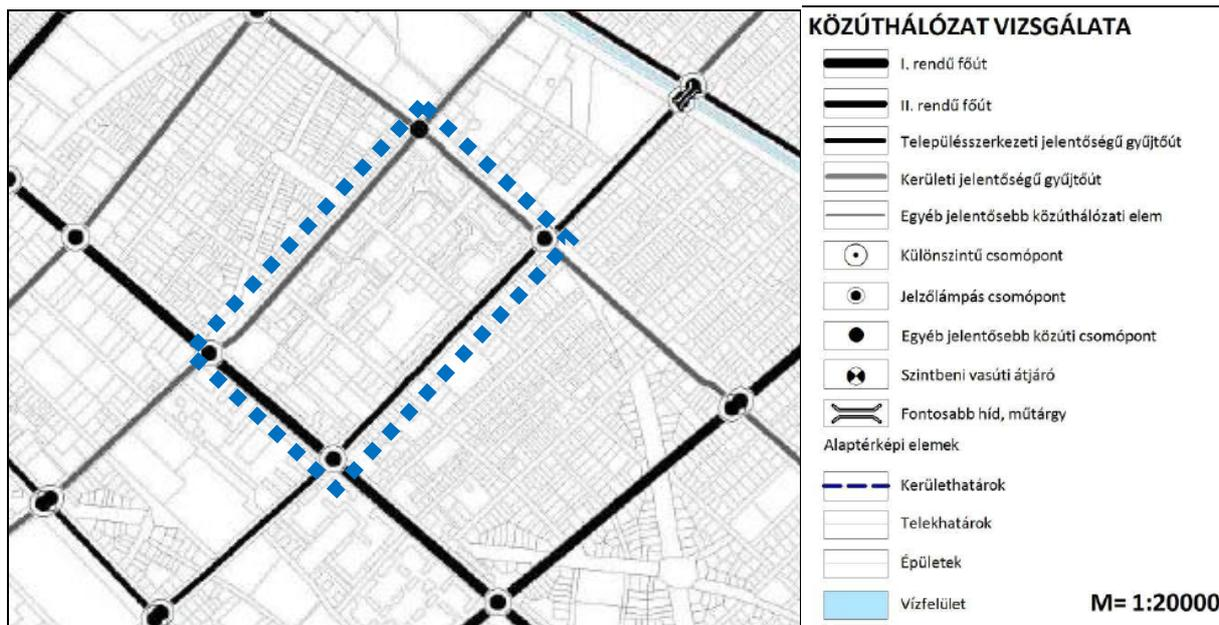 KÖZÚTHÁLÓZAT VIZSGÁLATA
I. rendű főút
II. rendű főút
Településszerkezeti jelentőségű gyűjtőút
Kerületi jelentőségű gyűjtőút
Egyéb jelentősebb közúthálózati elem
Különszintű csomópont
Jelzőlámpás csomópont
Egyéb jelentősebb közúti csomópont
Szintbeni vasúti átjáró
Fontosabb híd, műtárgy
Alaptérképi elemek
Kerülethatárok
Telekhatárok
Épületek
Vízfelület
M= 1:20000